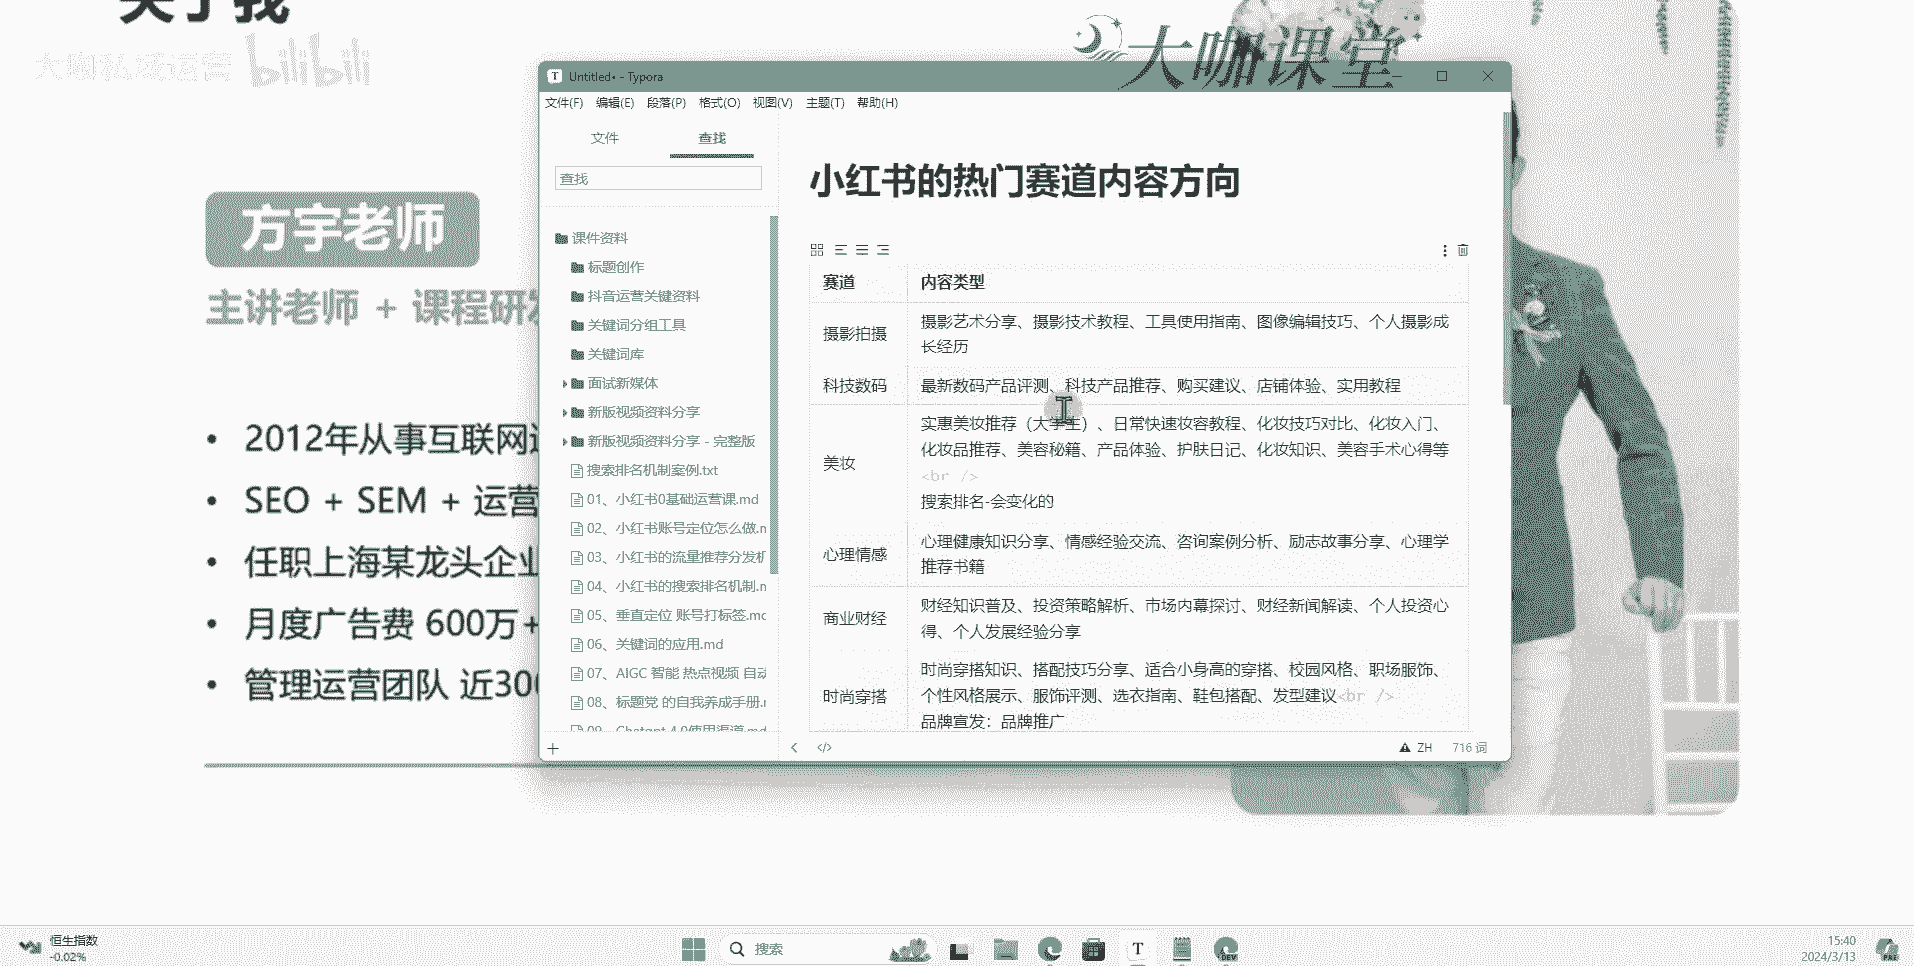 关于我
大咖私域运营 bilibili
大咖课堂
方宇老师
主讲老师 + 课程研发
2012年从事互联网
SEO + SEM + 运营
任职上海某龙头企业
月度广告费 600万+
管理运营团队 近300
Untitled• - Typora
文件(F) 编辑(E) 段落(P) 格式(O) 视图(V) 主题(T) 帮助(H)
文件 查找
查找
课件资料
标题创作
抖音运营关键资料
关键词分组工具
关键词库
面试新媒体
新版视频资料分享
新版视频资料分享 - 完整版
搜索排名机制案例.txt
01、小红书0基础运营课.md
02、小红书账号定位怎么做.m
03、小红书的流量推荐分发机
04、小红书的搜索排名机制.m
05、垂直定位 账号打标签.mc
06、关键词的应用.md
07、AIGC 智能 热点视频 自动
08、标题党 的自我养成手册.r
09、Chatgpt 4.0使用渠道.md
小红书的热门赛道内容方向
赛道 内容类型
摄影拍摄
摄影艺术分享、摄影技术教程、工具使用指南、图像编辑技巧、个人摄影成
长经历
科技数码 最新数码产品评测、科技产品推荐、购买建议、店铺体验、实用教程
美妆
实惠美妆推荐（大学生）、日常快速妆容教程、化妆技巧对比、化妆入门、
化妆品推荐、美容秘籍、产品体验、护肤日记、化妆知识、美容手术心得等
<br />
搜索排名-会变化的
心理情感
心理健康知识分享、情感经验交流、咨询案例分析、励志故事分享、心理学
推荐书籍
商业财经
财经知识普及、投资策略解析、市场内幕探讨、财经新闻解读、个人投资心
得、个人发展经验分享
时尚穿搭
时尚穿搭知识、搭配技巧分享、适合小身高的穿搭、校园风格、职场服饰、
个性风格展示、服饰评测、选衣指南、鞋包搭配、发型建议<br />
品牌宣发：品牌推广
ZH 716 词
恒生指数
-0.02%
搜索
T
DEV
15:40
2024/3/13
PRE